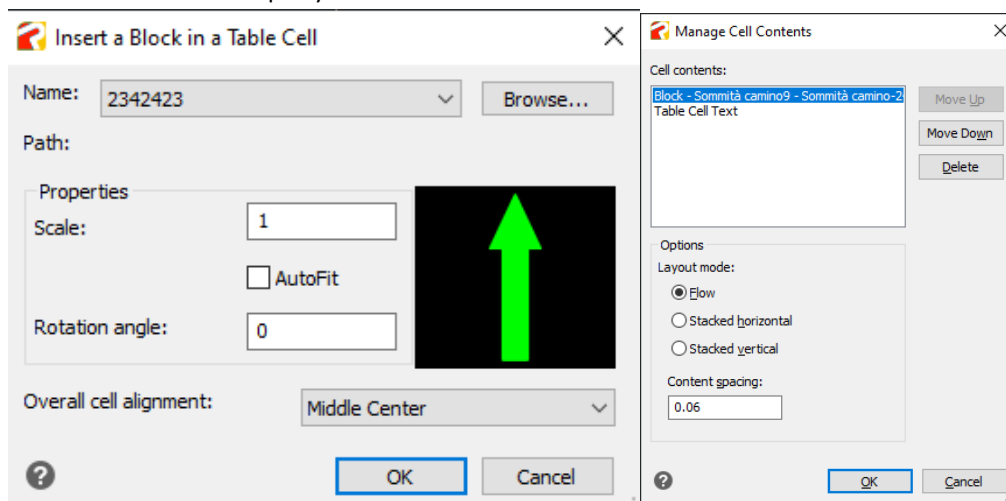 Insert a Block in a Table Cell
Name:
2342423
Browse...
Path:
Properties
Scale:
1
AutoFit
Rotation angle:
0
Overall cell alignment:
Middle Center
?
OK
Cancel
Manage Cell Contents
Cell contents:
Block - Sommità camino9 - Sommità camino-2
Table Cell Text
Move Up
Move Down
Delete
Options
Layout mode:
Flow
Stacked horizontal
Stacked vertical
Content spacing:
0.06
?
OK
Cancel